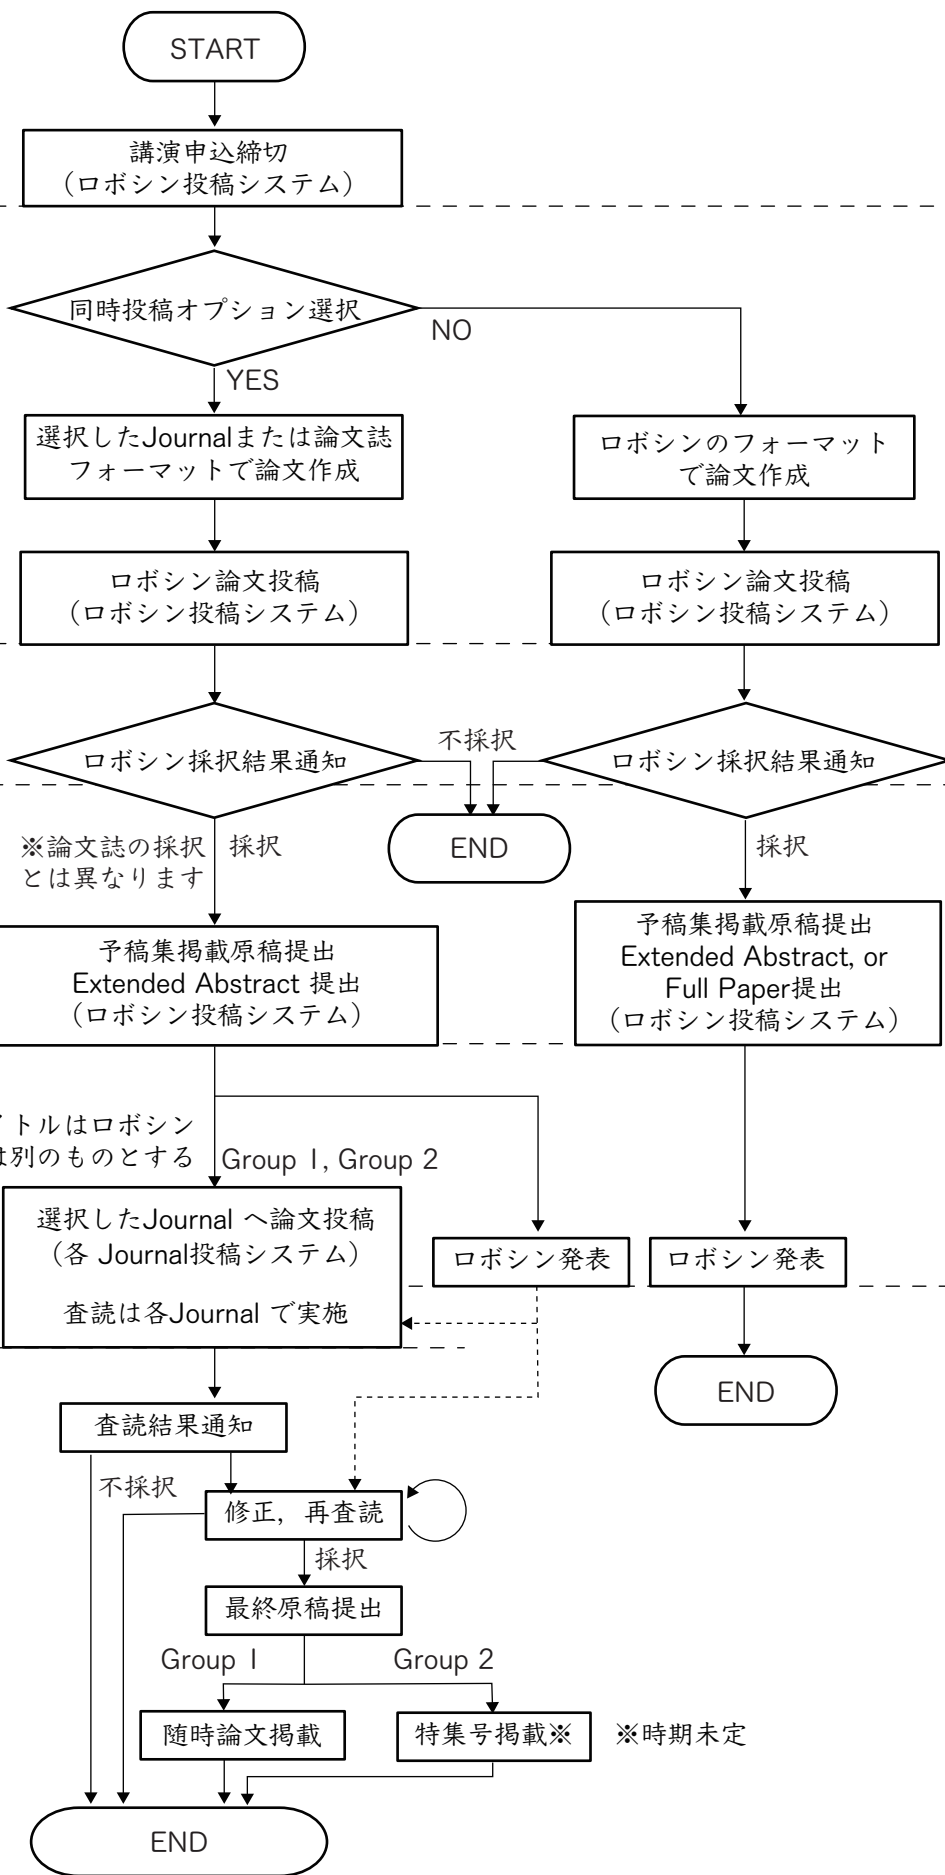 START
講演申込締切
（ロボシン投稿システム）
同時投稿オプション選択
NO
YES
選択したJournalまたは論文誌
フォーマットで論文作成
ロボシンのフォーマット
で論文作成
ロボシン論文投稿
（ロボシン投稿システム）
ロボシン論文投稿
（ロボシン投稿システム）
ロボシン採択結果通知
不採択
ロボシン採択結果通知
END
※論文誌の採択
とは異なります
採択
採択
予稿集掲載原稿提出
Extended Abstract 提出
（ロボシン投稿システム）
予稿集掲載原稿提出
Extended Abstract, or
Full Paper提出
（ロボシン投稿システム）
イトルはロボシン
は別のものとする
Group 1, Group 2
選択したJournal へ論文投稿
（各 Journal投稿システム）
査読は各Journal で実施
ロボシン発表
ロボシン発表
END
査読結果通知
不採択
修正，再査読
採択
最終原稿提出
Group 1
Group 2
随時論文掲載
特集号掲載※
※時期未定
END